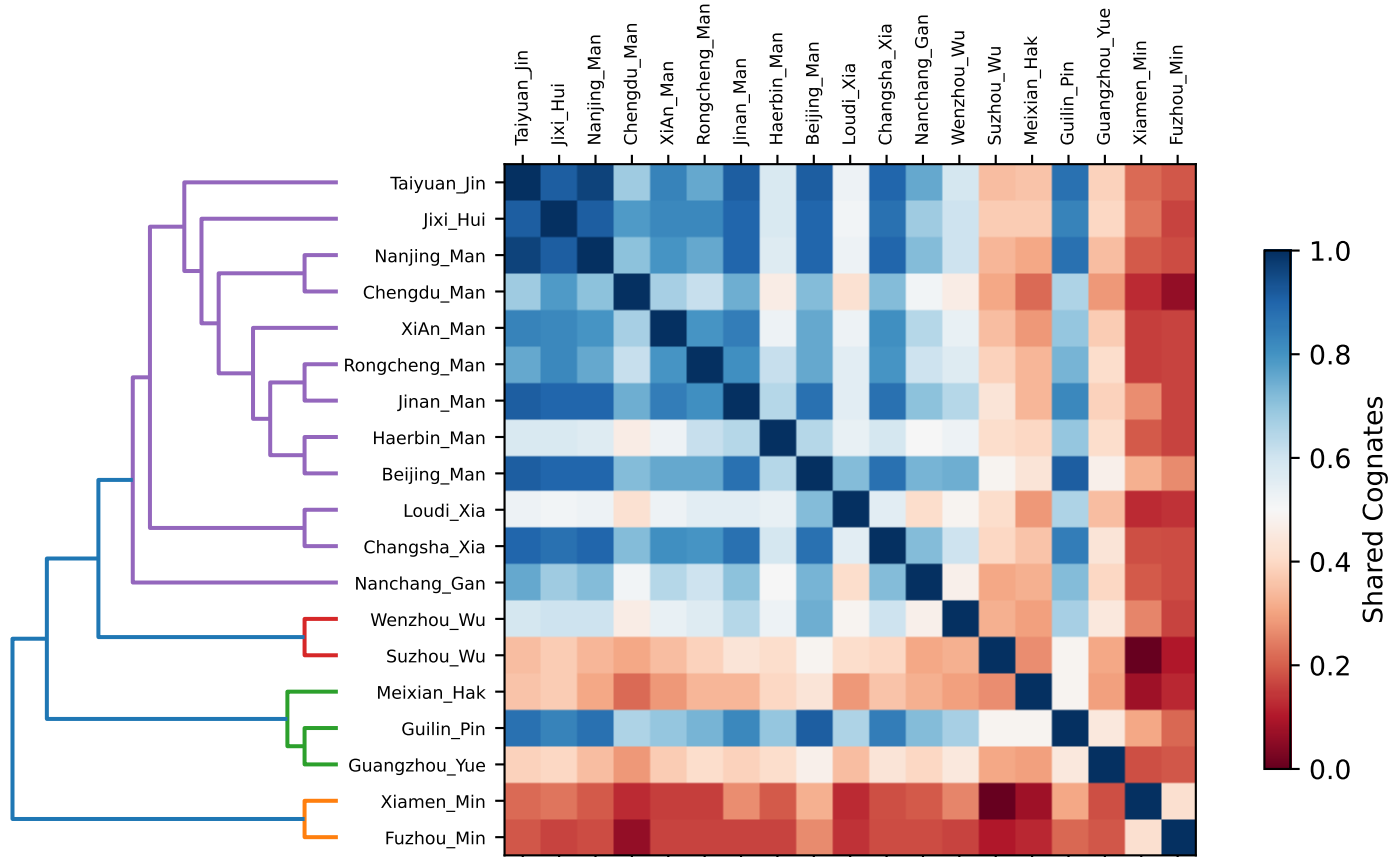 Taiyuan_Jin
Jixi_Hui
Nanjing_Man
Chengdu_Man
XiAn_Man
Rongcheng_Man
Jinan_Man
Haerbin_Man
Beijing_Man
Loudi_Xia
Changsha_Xia
Nanchang_Gan
Wenzhou_Wu
Suzhou_Wu
Meixian_Hak
Guilin_Pin
Guangzhou_Yue
Xiamen_Min
Fuzhou_Min
Taiyuan_Jin
Jixi_Hui
Nanjing_Man
Chengdu_Man
XiAn_Man
Rongcheng_Man
Jinan_Man
Haerbin_Man
Beijing_Man
Loudi_Xia
Changsha_Xia
Nanchang_Gan
Wenzhou_Wu
Suzhou_Wu
Meixian_Hak
Guilin_Pin
Guangzhou_Yue
Xiamen_Min
Fuzhou_Min
1.0
0.8
0.6
0.4
0.2
0.0
Shared Cognates